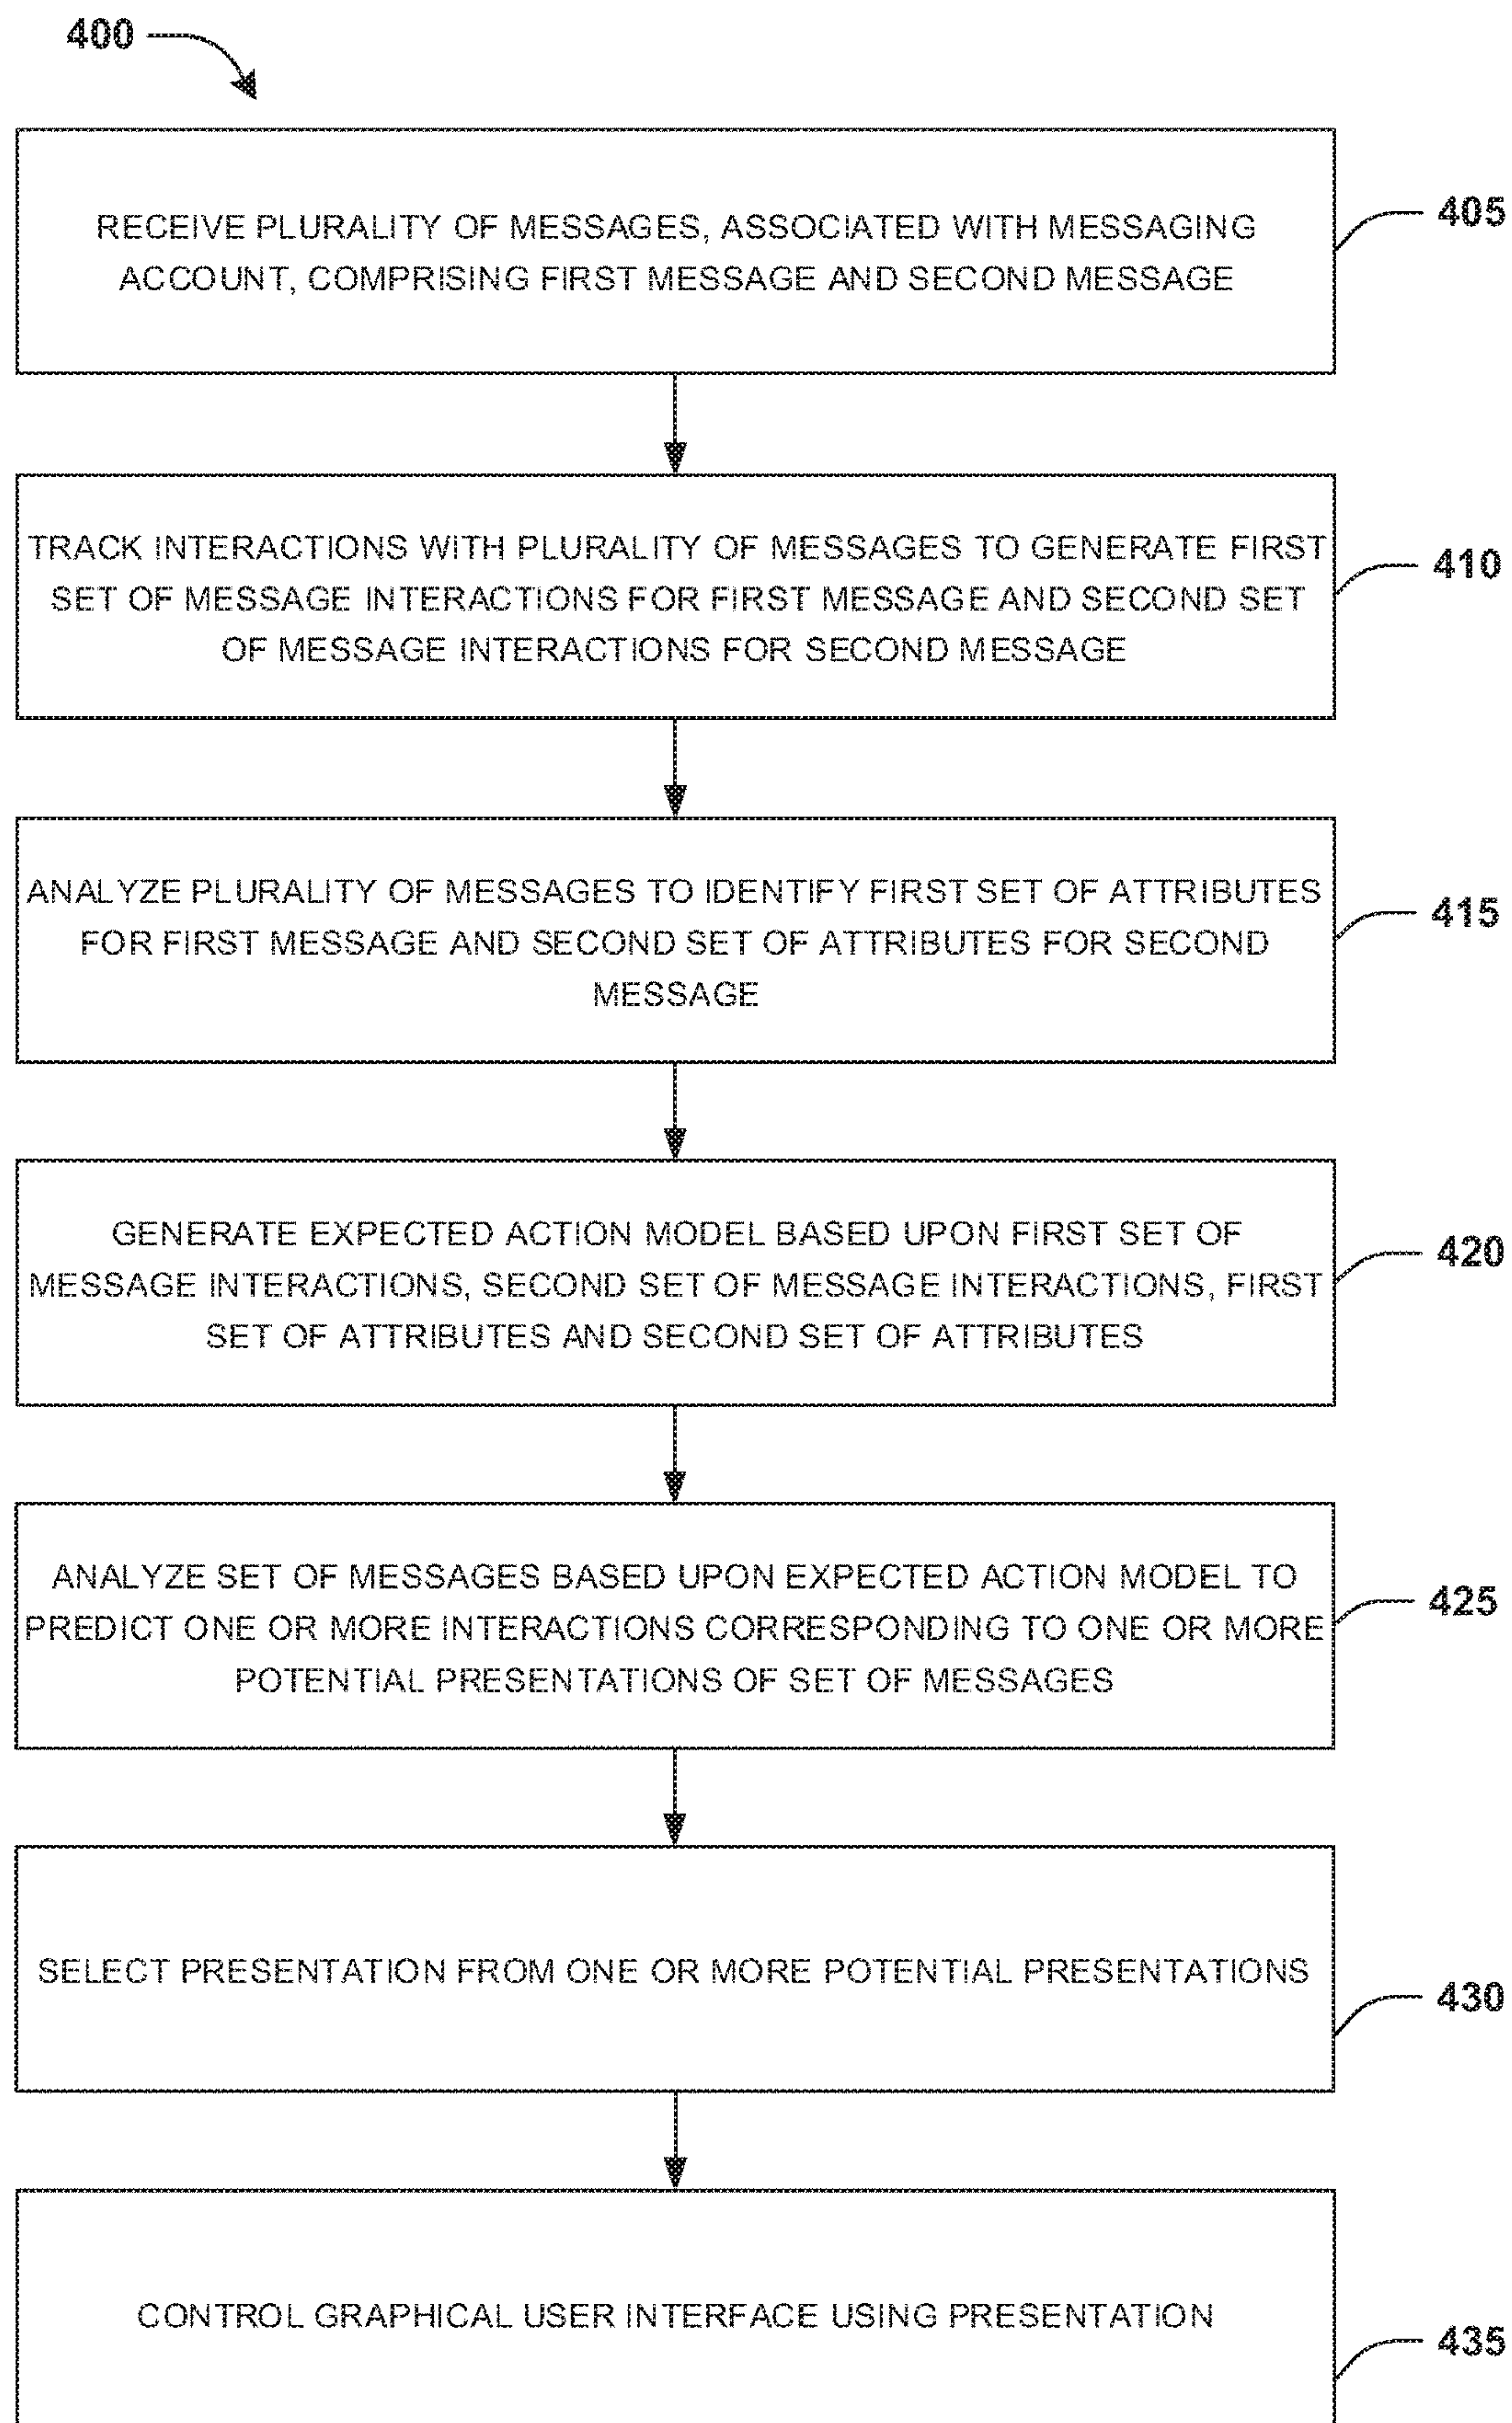 400
RECEIVE PLURALITY OF MESSAGES, ASSOCIATED WITH MESSAGING
ACCOUNT, COMPRISING FIRST MESSAGE AND SECOND MESSAGE
405
TRACK INTERACTIONS WITH PLURALITY OF MESSAGES TO GENERATE FIRST
SET OF MESSAGE INTERACTIONS FOR FIRST MESSAGE AND SECOND SET
OF MESSAGE INTERACTIONS FOR SECOND MESSAGE
410
ANALYZE PLURALITY OF MESSAGES TO IDENTIFY FIRST SET OF ATTRIBUTES
FOR FIRST MESSAGE AND SECOND SET OF ATTRIBUTES FOR SECOND
MESSAGE
415
GENERATE EXPECTED ACTION MODEL BASED UPON FIRST SET OF
MESSAGE INTERACTIONS, SECOND SET OF MESSAGE INTERACTIONS, FIRST
SET OF ATTRIBUTES AND SECOND SET OF ATTRIBUTES
420
ANALYZE SET OF MESSAGES BASED UPON EXPECTED ACTION MODEL TO
PREDICT ONE OR MORE INTERACTIONS CORRESPONDING TO ONE OR MORE
POTENTIAL PRESENTATIONS OF SET OF MESSAGES
425
SELECT PRESENTATION FROM ONE OR MORE POTENTIAL PRESENTATIONS
430
CONTROL GRAPHICAL USER INTERFACE USING PRESENTATION
435